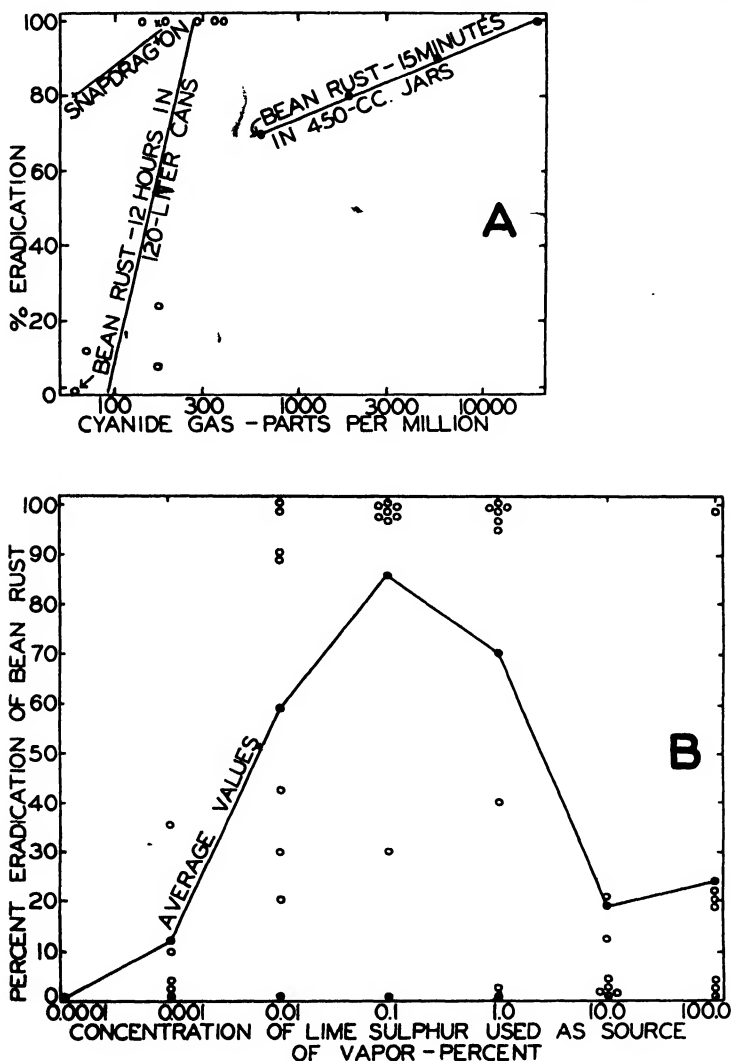 100
80
60
40
20
0
% ERADICATION
SNAPDRAGON
BEAN RUST-12 HOURS IN
120-LITER CANS
BEAN RUST-15 MINUTES
IN 450-CC. JARS
A
100 300 1000 3000 10000
CYANIDE GAS - PARTS PER MILLION
100
90
80
70
60
50
40
30
20
10
0
PERCENT ERADICATION OF BEAN RUST
AVERAGE VALUES
B
0.0001 0.001 0.01 0.1 1.0 10.0 100.0
CONCENTRATION OF LIME SULPHUR USED AS SOURCE
OF VAPOR-PERCENT